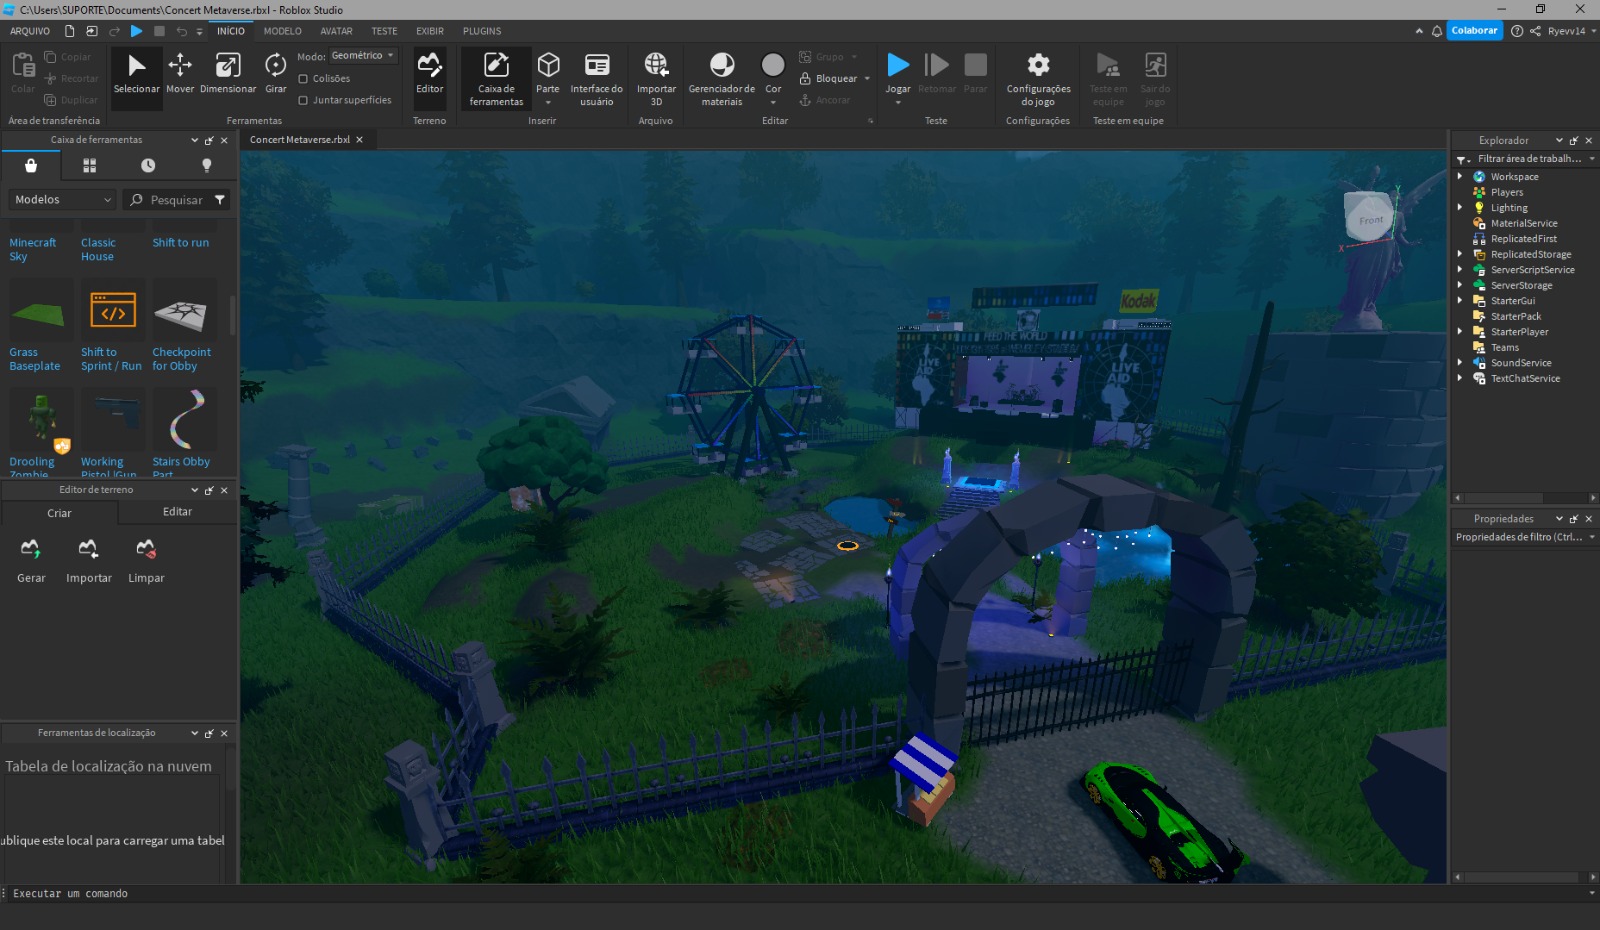 C:\Users\SUPORTE\Documents\Concert Metaverse.rbxl - Roblox Studio
ARQUIVO
INÍCIO
MODELO
AVATAR
TESTE
EXIBIR
PLUGINS
Colaborar
Ryevv14
Colar
Copiar
Recortar
Duplicar
Selecionar
Mover
Dimensionar
Girar
Modo:
Geométrico
Colisões
Juntar superfícies
Editor
Caixa de
ferramentas
Parte
Interface do
usuário
Importar
3D
Gerenciador de
materiais
Cor
Grupo
Bloquear
Ancorar
Jogar
Retomar
Parar
Configurações
do jogo
Teste em
equipe
Sair do
jogo
Área de transferência
Ferramentas
Terreno
Inserir
Arquivo
Editar
Teste
Configurações
Teste em equipe
Caixa de ferramentas
Modelos
Pesquisar
Minecraft
Sky
Classic
House
Shift to run
Grass
Baseplate
Shift to
Sprint / Run
Checkpoint
for Obby
Drooling
Zombie
Working
Pistol |Gun
Stairs Obby
Part
Editor de terreno
Criar
Editar
Gerar
Importar
Limpar
Ferramentas de localização
Tabela de localização na nuvem
ublique este local para carregar uma tabel
Executar um comando
Concert Metaverse.rbxl
Front
Y
X
Kodak
FEED THE WORLD
LIVE
AID
LIVE
AID
Explorador
Filtrar área de trabalh...
Workspace
Players
Lighting
MaterialService
ReplicatedFirst
ReplicatedStorage
ServerScriptService
ServerStorage
StarterGui
StarterPack
StarterPlayer
Teams
SoundService
TextChatService
Propriedades
Propriedades de filtro (Ctrl...